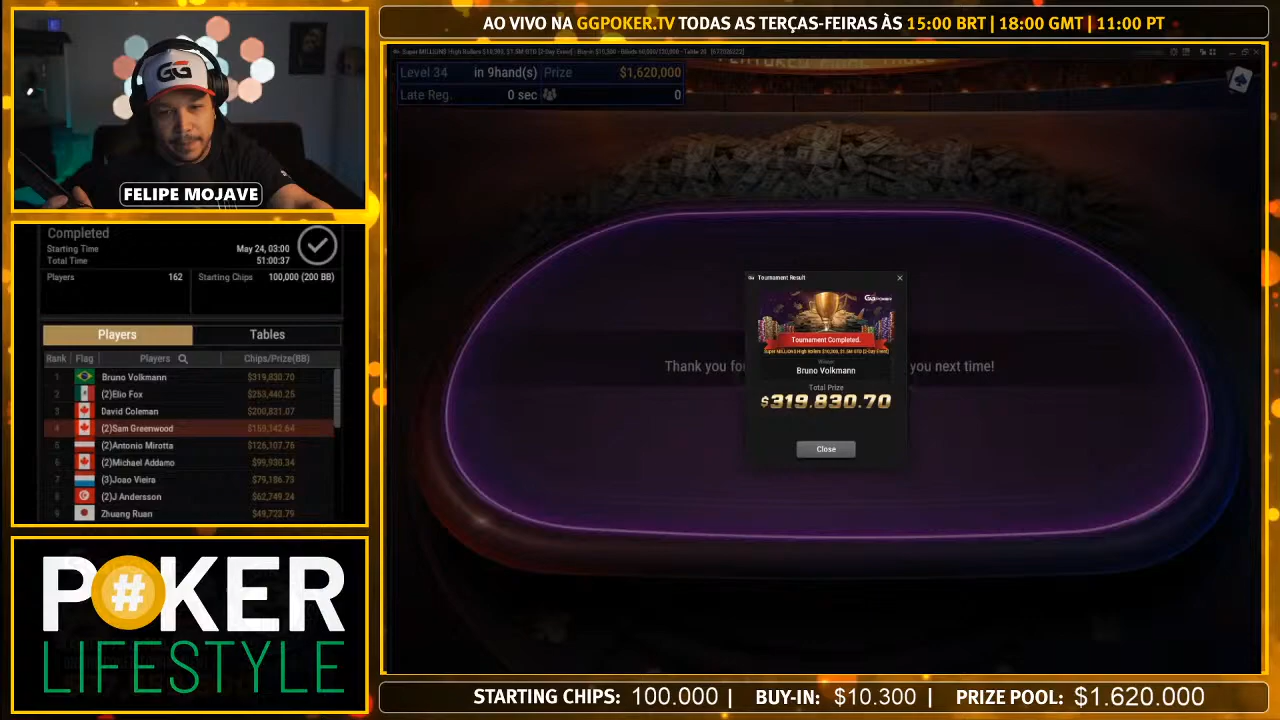 AO VIVO NA GGPOKER.TV TODAS AS TERÇAS-FEIRAS ÀS 15:00 BRT | 18:00 GMT | 11:00 PT
GG
FELIPE MOJAVE
Level 34 in 9hand(s) Prize $1,620,000
Late Reg. 0 sec 0
Completed
Starting Time May 24, 03:00
Total Time 51:00:37
Players 162 Starting Chips 100,000 (200 BB)
Players Tables
Rank Flag Players Chips/Prize(BB)
1 Bruno Volkmann $319,830.70
2 (2)Elio Fox $253,440.25
3 David Coleman $200,831.07
4 (2)Sam Greenwood $159,142.64
5 (2)Antonio Mirotta $126,107.75
6 (2)Michael Addamo $99,930.34
7 (3)Joao Vieira $79,186.73
8 (2)J Andersson $62,749.24
9 Zhuang Ruan $49,723.79
Thank you fo you next time!
Tournament Result
GGPOKER
Tournament Completed.
Winner
Bruno Volkmann
Total Prize
$319,830.70
Close
P#KER
LIFESTYLE
STARTING CHIPS: 100.000 | BUY-IN: $10.300 | PRIZE POOL: $1.620.000